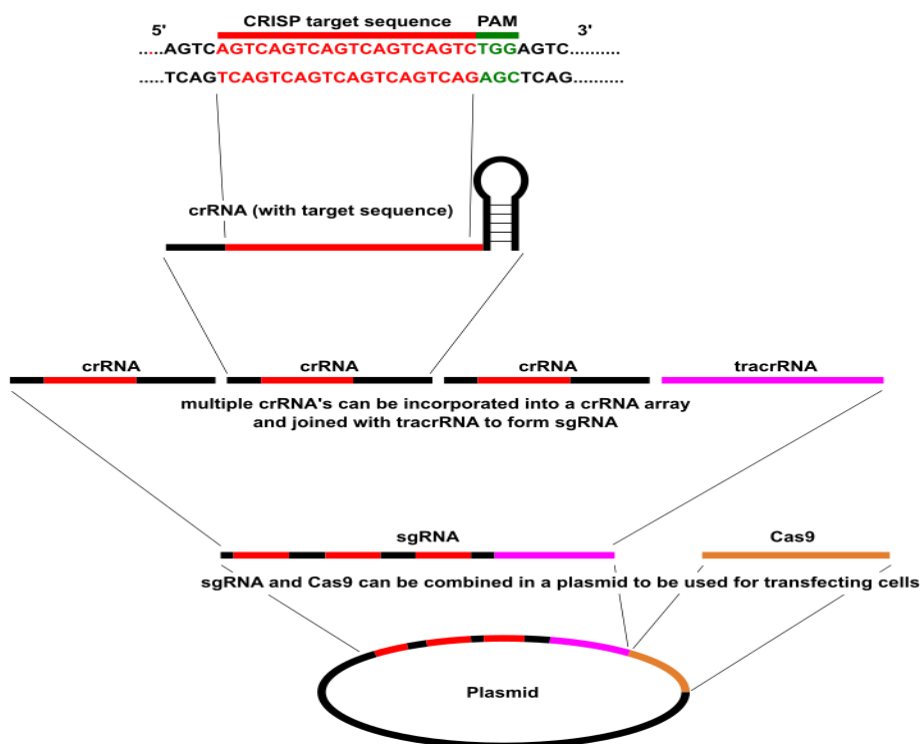 5' CRISP target sequence PAM 3'
.....AGTCAGTCAGTCAGTCAGTCAGTCTGGAGTC..........
.....TCAGTCAGTCAGTCAGTCAGTCAGAGCTCAG..........
crRNA (with target sequence)
crRNA crRNA crRNA tracrRNA
multiple crRNA's can be incorporated into a crRNA array
and joined with tracrRNA to form sgRNA
sgRNA Cas9
sgRNA and Cas9 can be combined in a plasmid to be used for transfecting cells
Plasmid